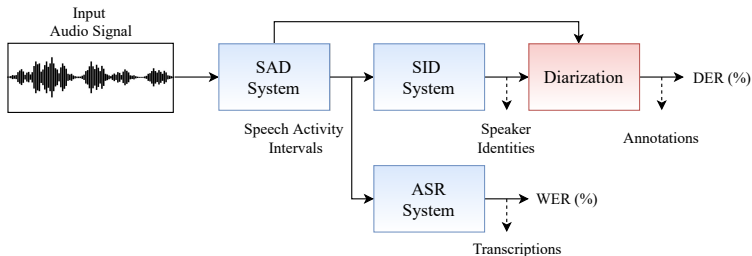 Input
Audio Signal
SAD
System
SID
System
Diarization
DER (%)
Speech Activity
Intervals
Speaker
Identities
Annotations
ASR
System
WER (%)
Transcriptions